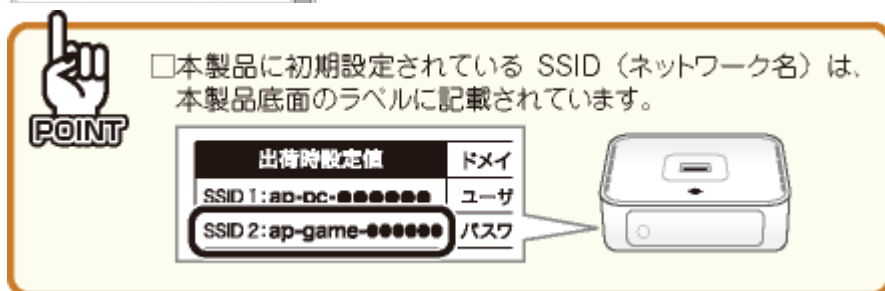 □本製品に初期設定されている SSID（ネットワーク名）は、
本製品底面のラベルに記載されています。
POINT
出荷時設定値 ドメイ
SSID 1:ap-pc-●●●●●● ユーザ
SSID 2:ap-game-●●●●●● パスワ